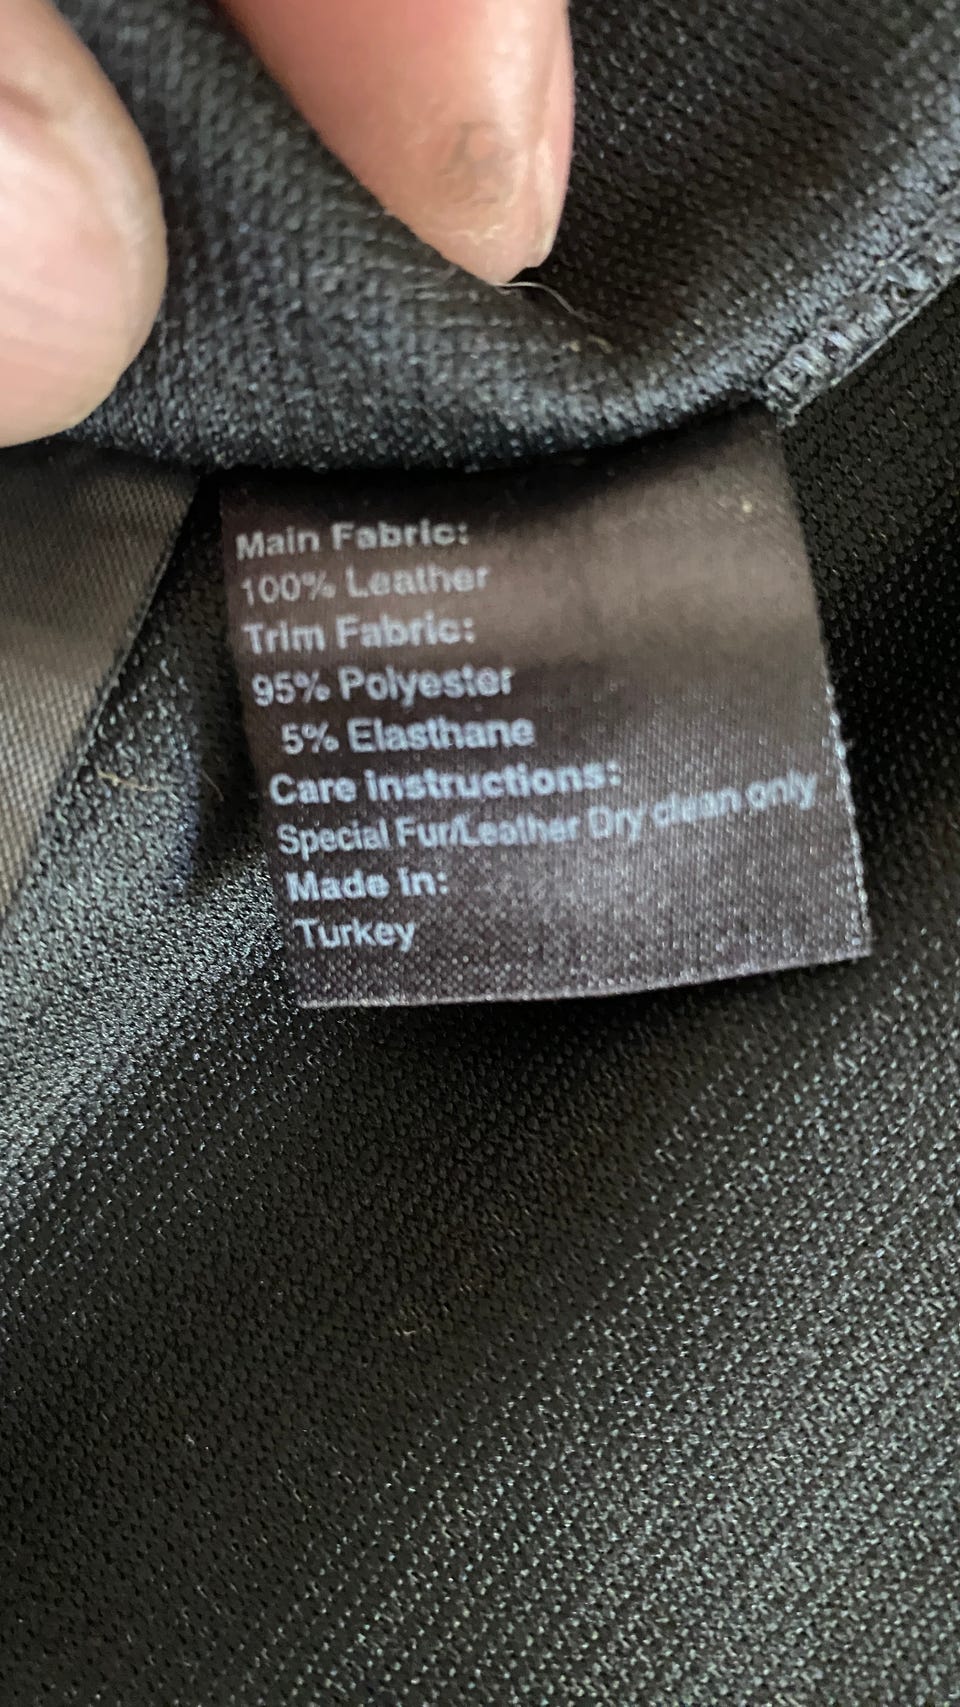 Main Fabric:
100% Leather
Trim Fabric:
95% Polyester
5% Elasthane
Care instructions:
Special Fur/Leather Dry clean only
Made in:
Turkey